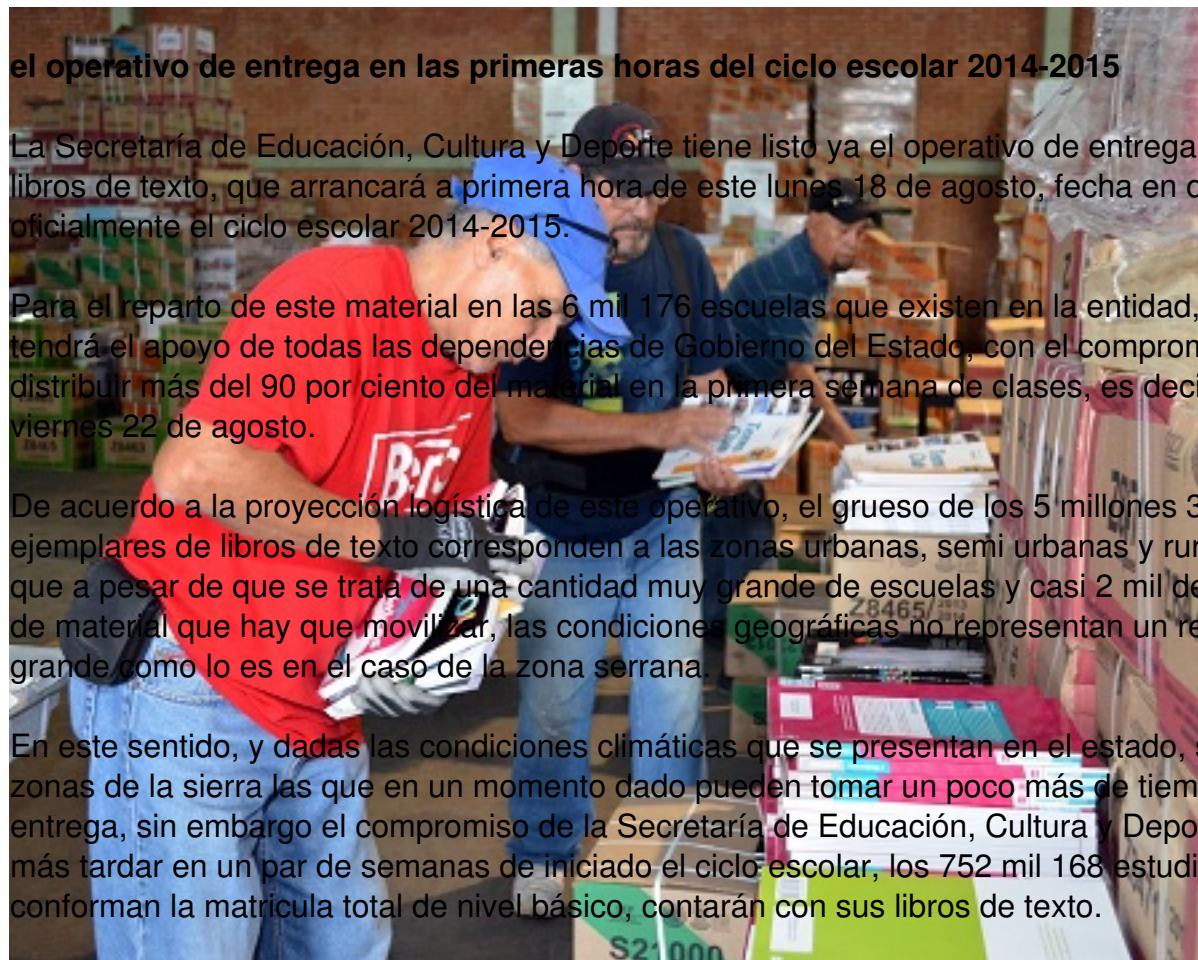 el operativo de entrega en las primeras horas del ciclo escolar 2014-2015
La Secretaría de Educación, Cultura y Deporte tiene listo ya el operativo de entrega
libros de texto, que arrancará a primera hora de este lunes 18 de agosto, fecha en
oficialmente el ciclo escolar 2014-2015.
Para el reparto de este material en las 6 mil 176 escuelas que existen en la entidad,
tendrá el apoyo de todas las dependencias de Gobierno del Estado, con el
distribuir más del 90 por ciento del material en la primera semana de clases, es
viernes 22 de agosto.
De acuerdo a la proyección logística de este operativo, el grueso de los 5 millones
ejemplares de libros de texto corresponden a las zonas urbanas, semi urbanas y
que a pesar de que se trata de una cantidad muy grande de escuelas y casi 2 mil
de material que hay que movilizar, las condiciones geográficas no representan un
grande como lo es en el caso de la zona serrana.
En este sentido, y dadas las condiciones climáticas que se presentan en el estado,
zonas de la sierra las que en un momento dado pueden tomar un poco más de
entrega, sin embargo el compromiso de la Secretaría de Educación, Cultura y
más tardar en un par de semanas de iniciado el ciclo escolar, los 752 mil 168
conforman la matricula total de nivel básico, contarán con sus libros de texto.
Z8465/
S21000